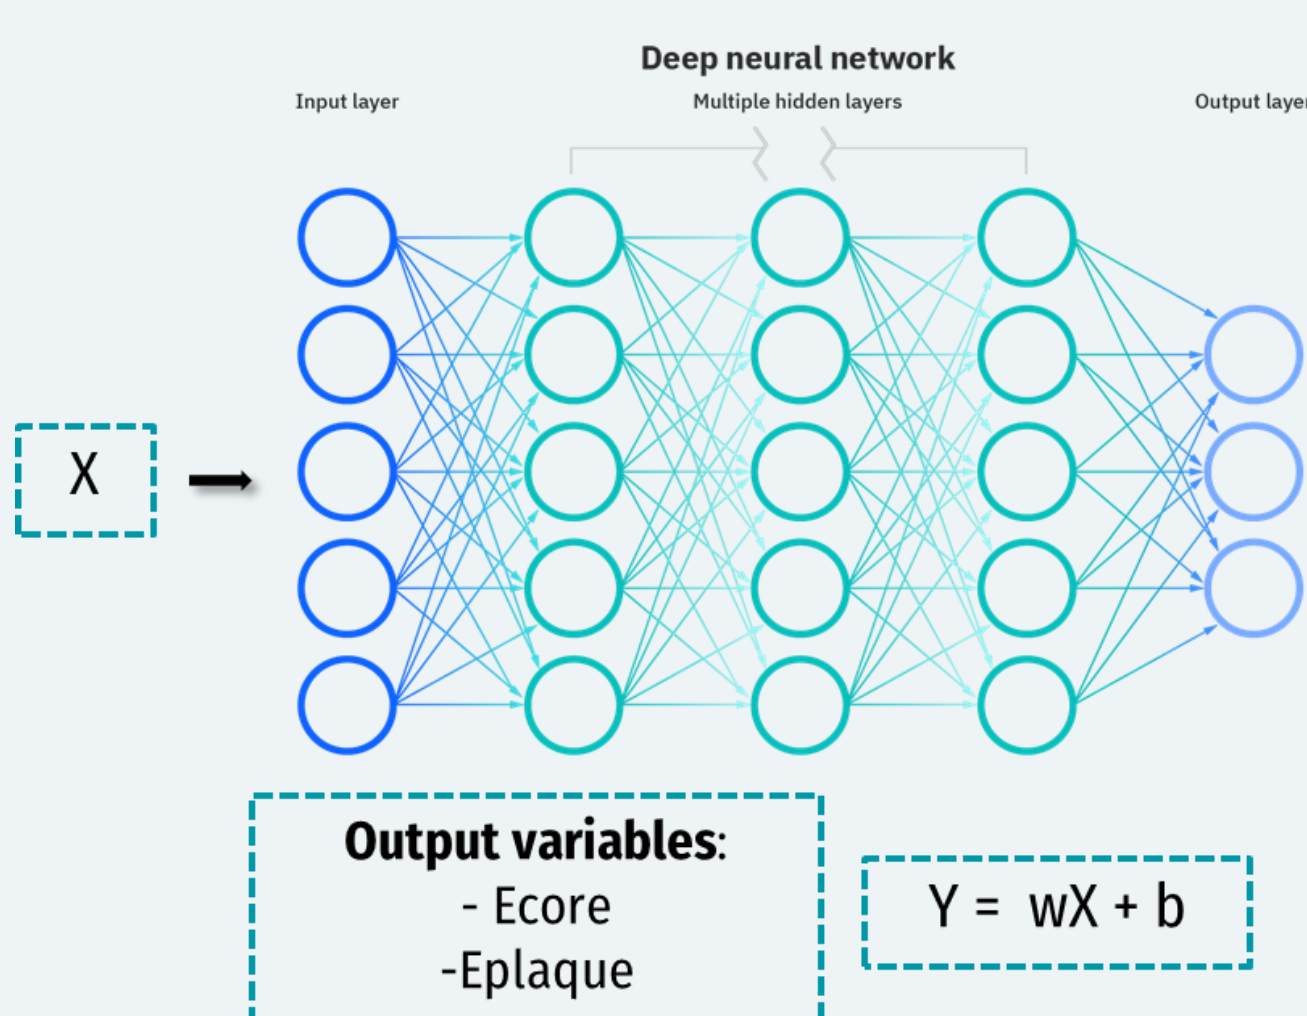 Deep neural network
Input layer
Multiple hidden layers
Output layer
X
Output variables:
- Ecore
-Eplaque
Y = wX + b